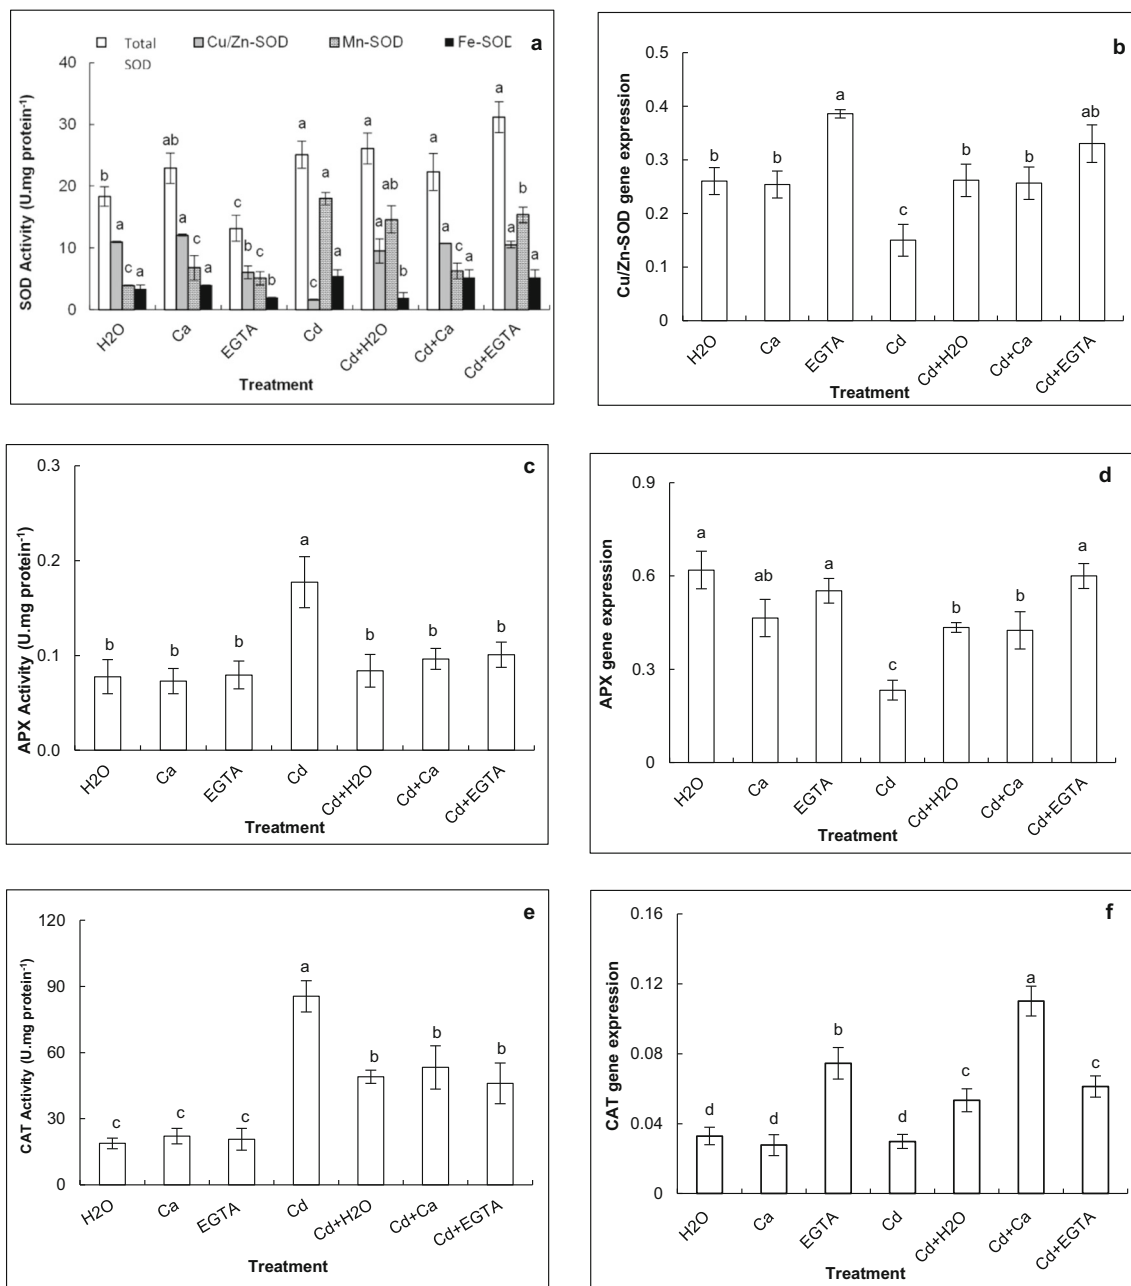 Total SOD
Cu/Zn-SOD
Mn-SOD
Fe-SOD
a
SOD Activity (U.mg protein-1)
40
30
20
10
0
b a c a
ab a c a
a b c b
a c a a
a a ab b
a a c a
a a b a
H2O
Ca
EGTA
Cd
Cd+H2O
Cd+Ca
Cd+EGTA
Treatment
b
Cu/Zn-SOD gene expression
0.5
0.4
0.3
0.2
0.1
0
b b a c b b ab
H2O
Ca
EGTA
Cd
Cd+H2O
Cd+Ca
Cd+EGTA
Treatment
c
APX Activity (U.mg protein-1)
0.3
0.2
0.1
0.0
b b b a b b b
H2O
Ca
EGTA
Cd
Cd+H2O
Cd+Ca
Cd+EGTA
Treatment
d
APX gene expression
0.9
0.6
0.3
0
a ab a c b b a
H2O
Ca
EGTA
Cd
Cd+H2O
Cd+Ca
Cd+EGTA
Treatment
e
CAT Activity (U.mg protein-1)
120
90
60
30
0
c c c a b b b
H2O
Ca
EGTA
Cd
Cd+H2O
Cd+Ca
Cd+EGTA
Treatment
f
CAT gene expression
0.16
0.12
0.08
0.04
0
d d b d c a c
H2O
Ca
EGTA
Cd
Cd+H2O
Cd+Ca
Cd+EGTA
Treatment